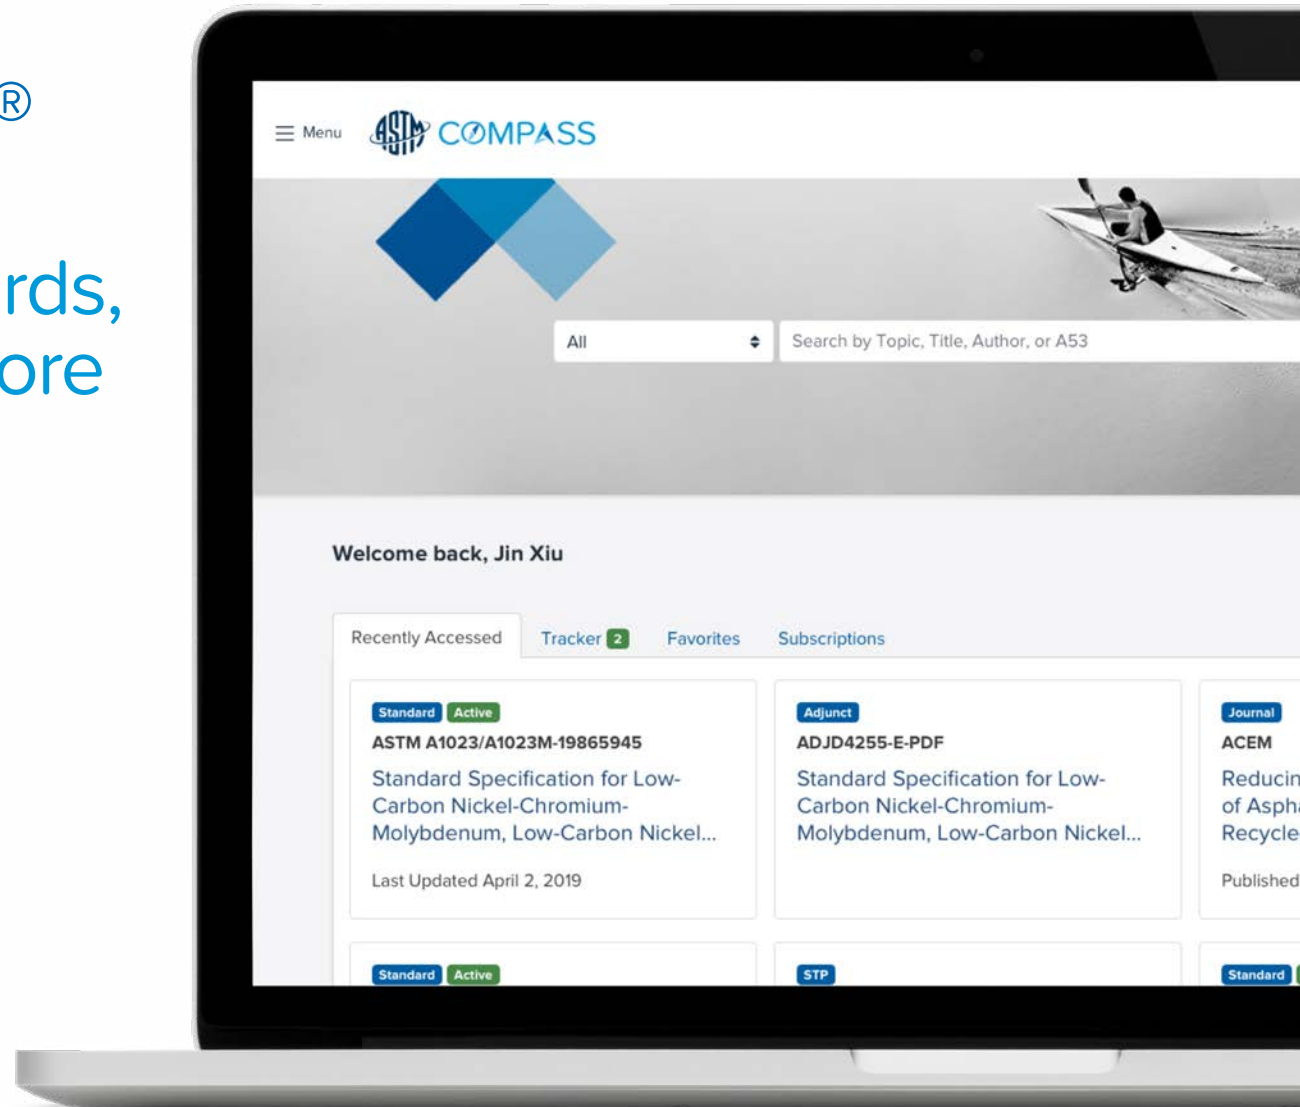 ®
rds,
ore
Menu
ASTM COMPASS
All
Search by Topic, Title, Author, or A53
Welcome back, Jin Xiu
Recently Accessed
Tracker 2
Favorites
Subscriptions
Standard Active
ASTM A1023/A1023M-19865945
Standard Specification for Low-
Carbon Nickel-Chromium-
Molybdenum, Low-Carbon Nickel...
Last Updated April 2, 2019
Adjunct
ADJD4255-E-PDF
Standard Specification for Low-
Carbon Nickel-Chromium-
Molybdenum, Low-Carbon Nickel...
Journal
ACEM
Reducin
of Aspha
Recycle
Published
Standard Active
STP
Standard